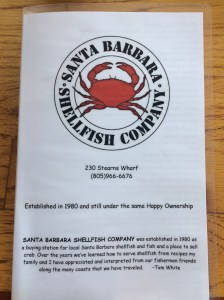 SANTA BARBARA
SHELLFISH COMPANY
230 Stearns Wharf
(805)966-6676
Established in 1980 and still under the same Happy Ownership
SANTA BARBARA SHELLFISH COMPANY was established in 1980 as
a buying station for local Santa Barbara shellfish and fish and a place to sell
crab. Over the years we've learned how to serve shellfish from recipes my
family and I have appreciated and interpreted from our fishermen friends
along the many coasts that we have traveled. -Tom White